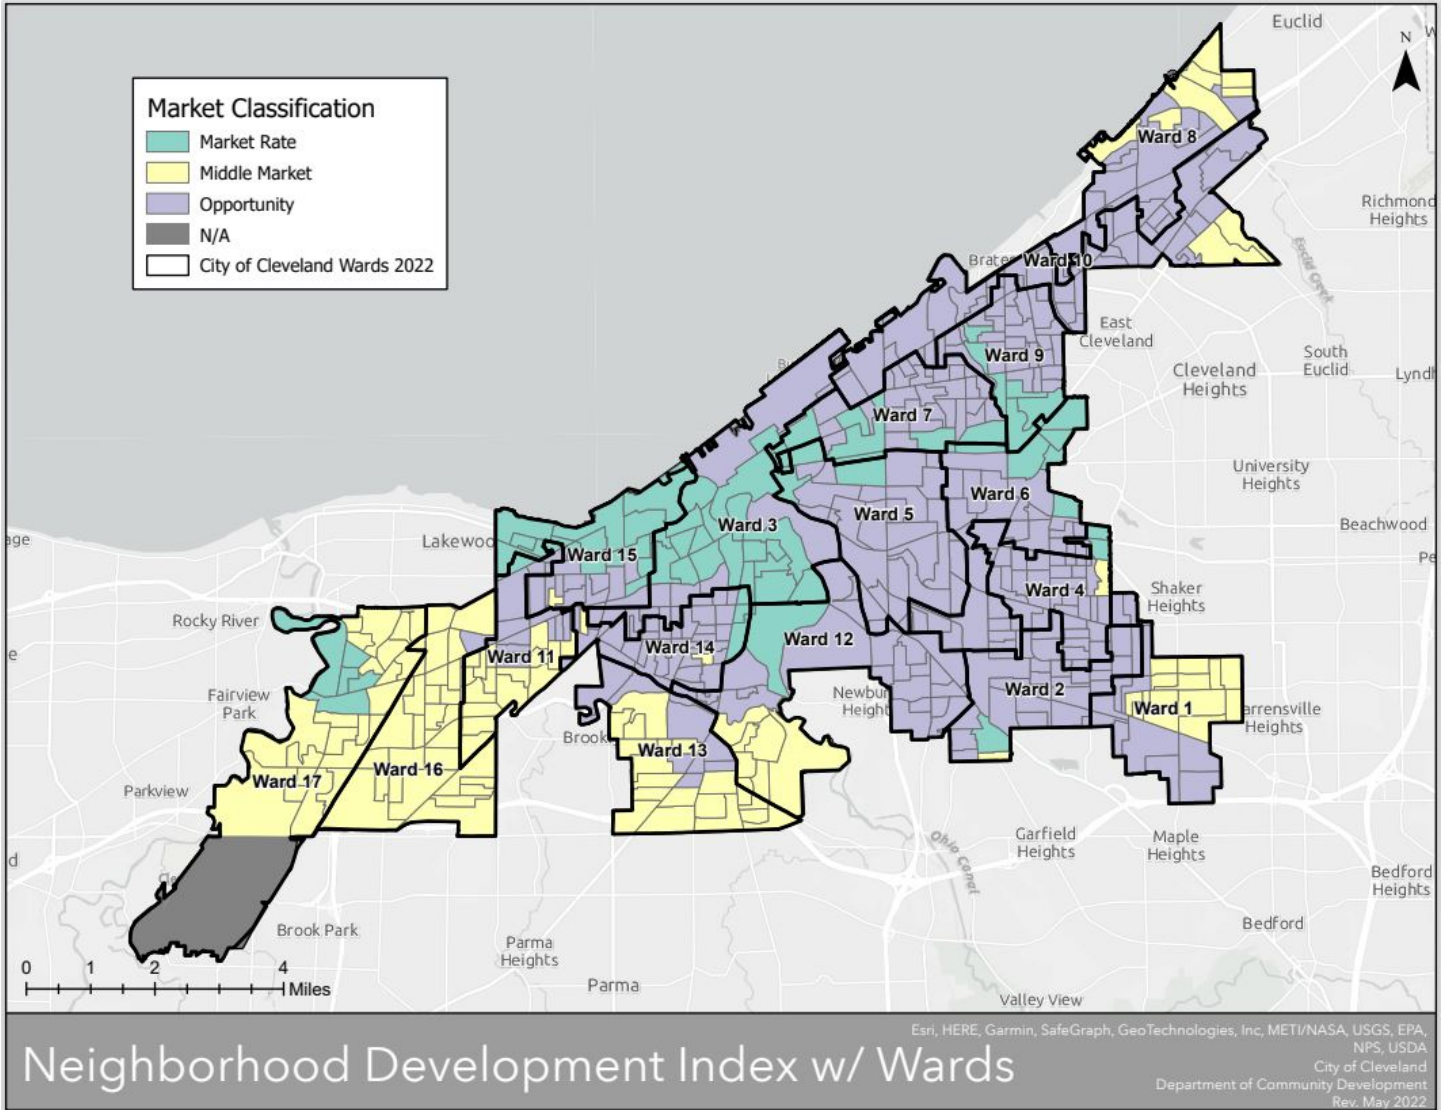 Euclid
N
Market Classification
Market Rate
Middle Market
Opportunity
N/A
City of Cleveland Wards 2022
Ward 8
Richmond
Heights
Euclid Creek
Ward 10
East
Cleveland
South
Euclid
Ward 9
Cleveland
Heights
Ward 7
University
Heights
Ward 6
Ward 3
Ward 5
Beachwood
Ward 15
Ward 4
Shaker
Heights
Rocky River
Ward 12
Ward 14
Ward 11
Fairview
Park
Ward 2
Ward 1
Heights
Ward 13
Ward 16
Ward 17
Parkview
Ohio Canal
Garfield
Heights
Maple
Heights
Bedford
Heights
Brook Park
Bedford
Parma
Heights
0 1 2 4
Miles
Parma
Valley View
Neighborhood Development Index w/ Wards
Esri, HERE, Garmin, SafeGraph, GeoTechnologies, Inc, METI/NASA, USGS, EPA,
NPS, USDA
City of Cleveland
Department of Community Development
Rev. May 2022